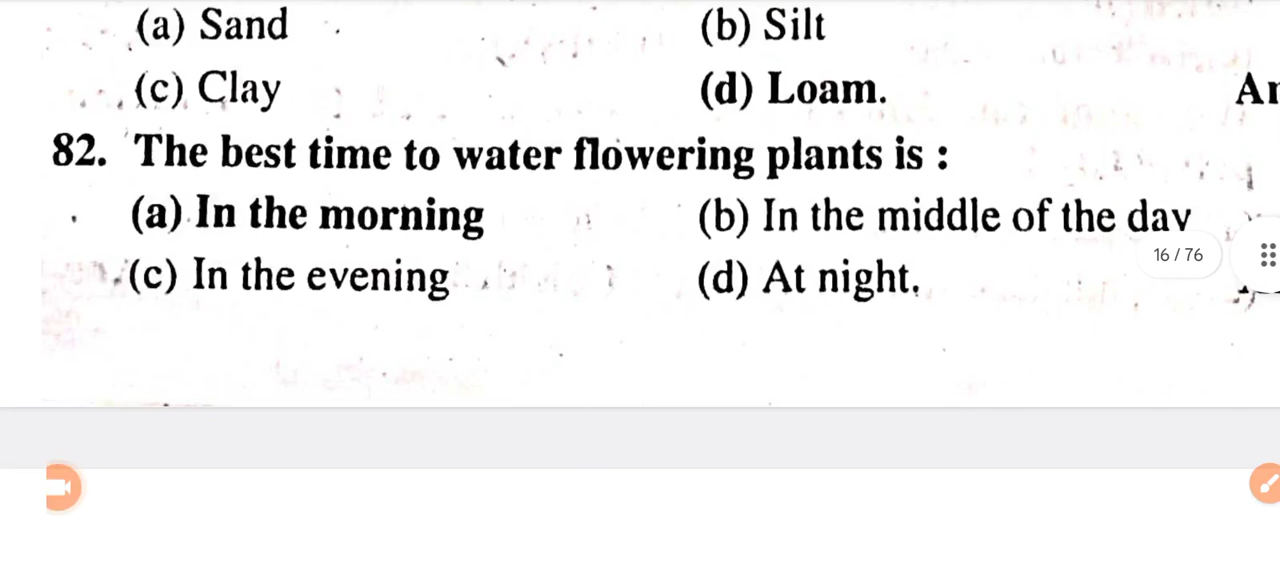 (a) Sand (b) Silt
(c) Clay (d) Loam.
82. The best time to water flowering plants is :
(a) In the morning (b) In the middle of the day
16 / 76
(c) In the evening (d) At night.